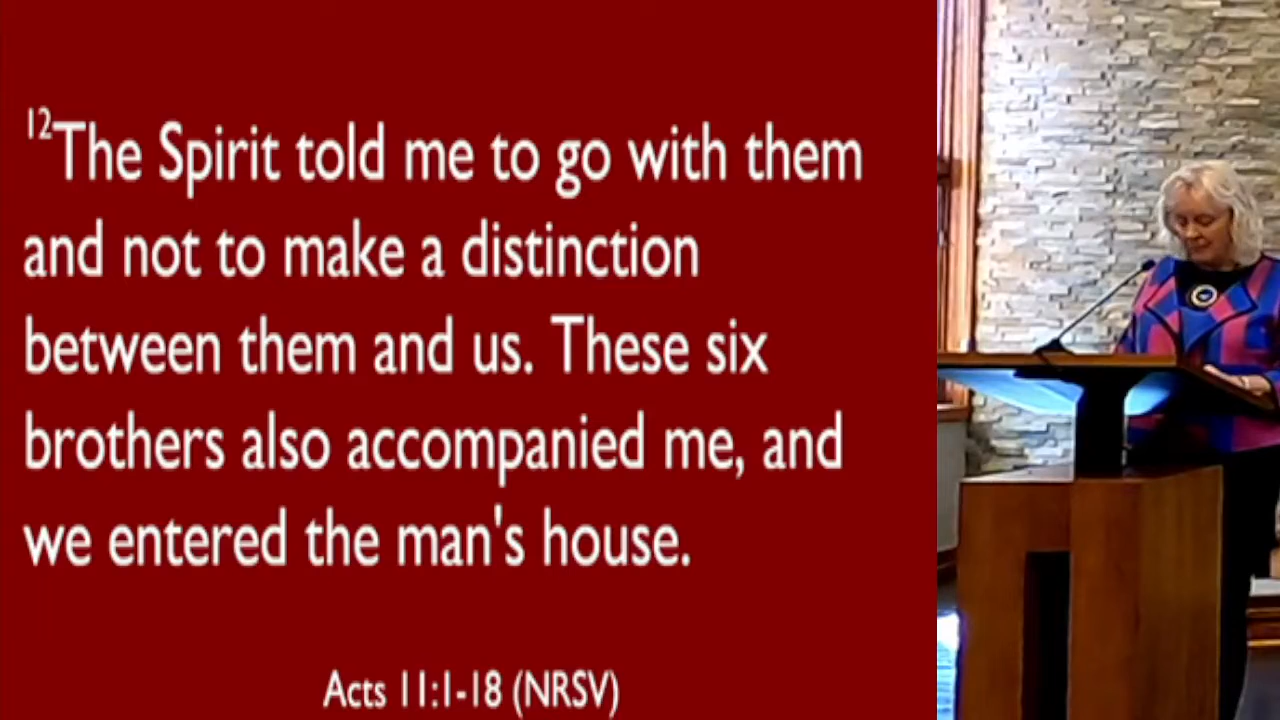 12The Spirit told me to go with them
and not to make a distinction
between them and us. These six
brothers also accompanied me, and
we entered the man's house.
Acts 11:1-18 (NRSV)